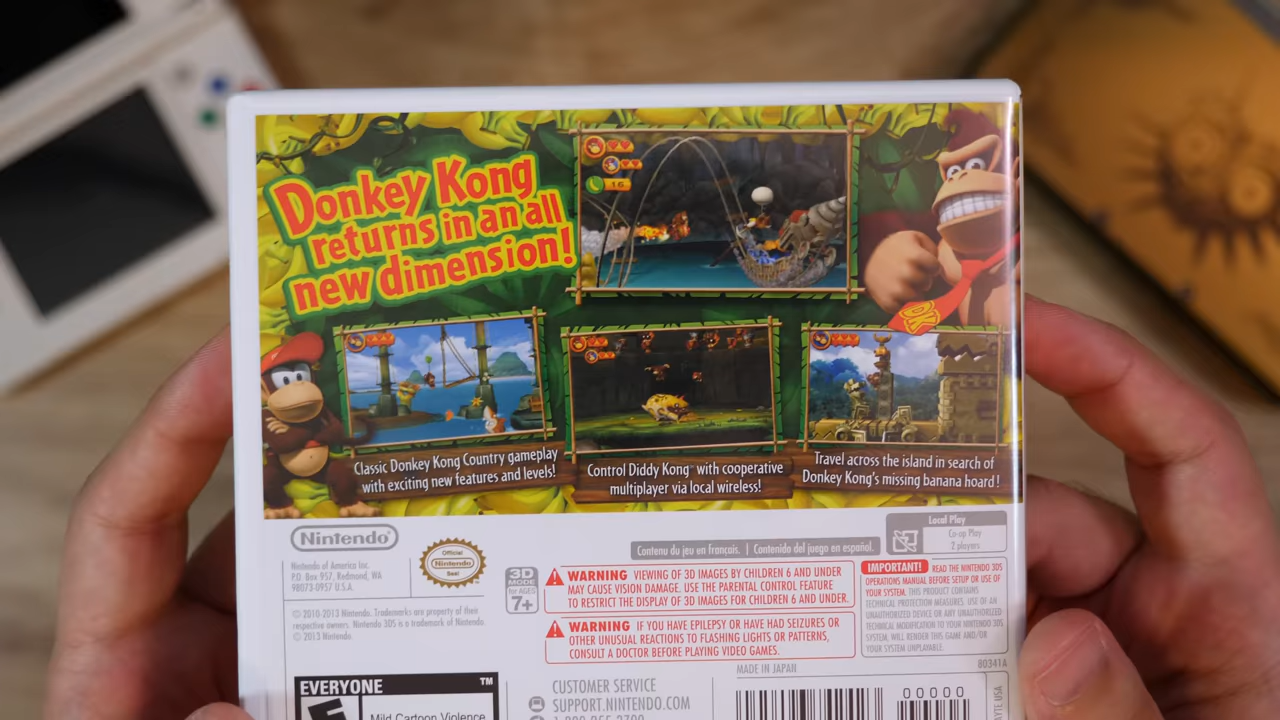 Donkey Kong
returns in an all
new dimension!
16
DK
Classic Donkey Kong Country gameplay
with exciting new features and levels!
Control Diddy Kong™ with cooperative
multiplayer via local wireless!
Travel across the island in search of
Donkey Kong's missing banana hoard!
Nintendo
Nintendo of America Inc.
P.O. Box 957, Redmond, WA
98073-0957 U.S.A.
Official
Nintendo
Seal
© 2010-2013 Nintendo. Trademarks are property of their
respective owners. Nintendo 3DS is a trademark of Nintendo.
© 2013 Nintendo.
Contenu du jeu en français. | Contenido del juego en español.
Local Play
Co-op Play
2 players
3D
MODE
for AGES
7+
WARNING VIEWING OF 3D IMAGES BY CHILDREN 6 AND UNDER
MAY CAUSE VISION DAMAGE. USE THE PARENTAL CONTROL FEATURE
TO RESTRICT THE DISPLAY OF 3D IMAGES FOR CHILDREN 6 AND UNDER.
WARNING IF YOU HAVE EPILEPSY OR HAVE HAD SEIZURES OR
OTHER UNUSUAL REACTIONS TO FLASHING LIGHTS OR PATTERNS,
CONSULT A DOCTOR BEFORE PLAYING VIDEO GAMES.
IMPORTANT! READ THE NINTENDO 3DS
OPERATIONS MANUAL BEFORE SETUP OR USE OF
YOUR SYSTEM. THIS PRODUCT CONTAINS
TECHNICAL PROTECTION MEASURES. USE OF AN
UNAUTHORIZED DEVICE OR ANY UNAUTHORIZED
TECHNICAL MODIFICATION TO YOUR NINTENDO 3DS
SYSTEM, WILL RENDER THIS GAME AND/OR
YOUR SYSTEM UNPLAYABLE.
MADE IN JAPAN
80341A
EVERYONE ™
E
Mild Cartoon Violence
CUSTOMER SERVICE
SUPPORT.NINTENDO.COM
00000